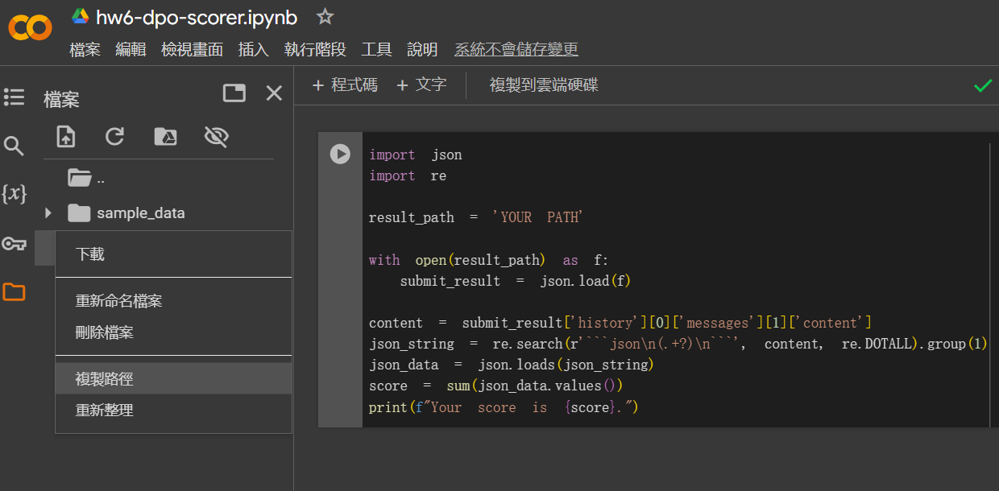 hw6-dpo-scorer.ipynb
檔案 編輯 檢視畫面 插入 執行階段 工具 說明 系統不會儲存變更
檔案
+ 程式碼 + 文字 複製到雲端硬碟
{x}
..
sample_data
下載
重新命名檔案
刪除檔案
複製路徑
重新整理
import json
import re
result_path = 'YOUR PATH'
with open(result_path) as f:
    submit_result = json.load(f)
content = submit_result['history'][0]['messages'][1]['content']
json_string = re.search(r'```json\n(.+?)\n```', content, re.DOTALL).group(1)
json_data = json.loads(json_string)
score = sum(json_data.values())
print(f"Your score is {score}.")